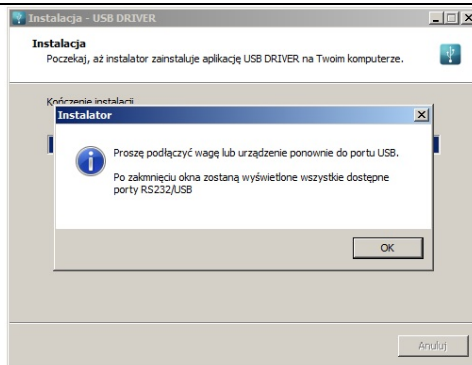 Instalacja - USB DRIVER
Instalacja
Poczekaj, aż instalator zainstaluje aplikację USB DRIVER na Twoim komputerze.
Kończenie instalacji
Instalator
Proszę podłączyć wagę lub urządzenie ponownie do portu USB.
Po zakmnięciu okna zostaną wyświetlone wszystkie dostępne
porty RS232/USB
OK
Anuluj